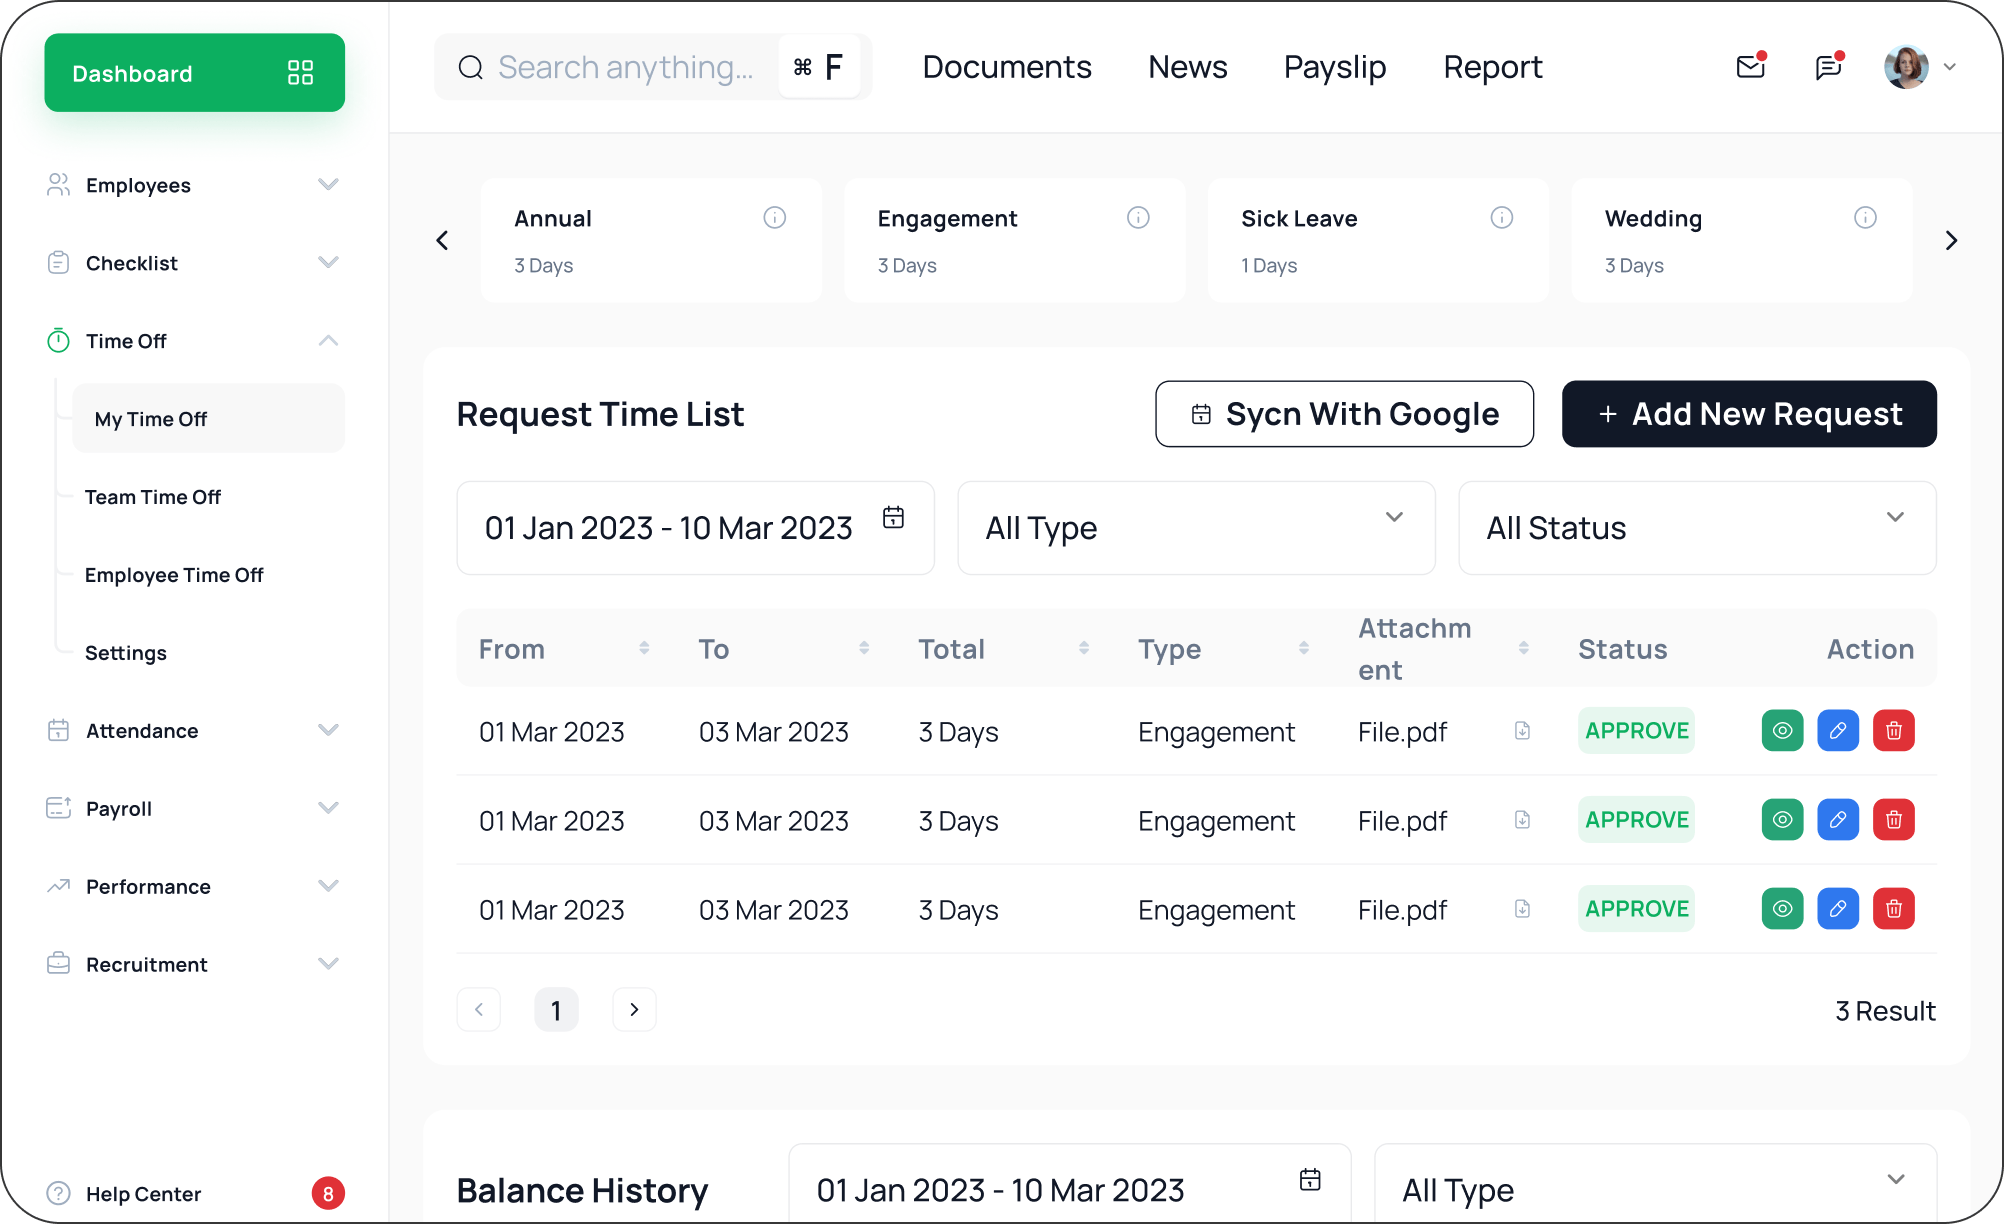 Dashboard
Search anything...
⌘ F
Documents
News
Payslip
Report
Employees
Checklist
Time Off
My Time Off
Team Time Off
Employee Time Off
Settings
Attendance
Payroll
Performance
Recruitment
Help Center
8
Annual
3 Days
Engagement
3 Days
Sick Leave
1 Days
Wedding
3 Days
Request Time List
Sycn With Google
+ Add New Request
01 Jan 2023 - 10 Mar 2023
All Type
All Status
From
To
Total
Type
Attachm
ent
Status
Action
01 Mar 2023 03 Mar 2023 3 Days Engagement File.pdf APPROVE
01 Mar 2023 03 Mar 2023 3 Days Engagement File.pdf APPROVE
01 Mar 2023 03 Mar 2023 3 Days Engagement File.pdf APPROVE
1
3 Result
Balance History
01 Jan 2023 - 10 Mar 2023
All Type